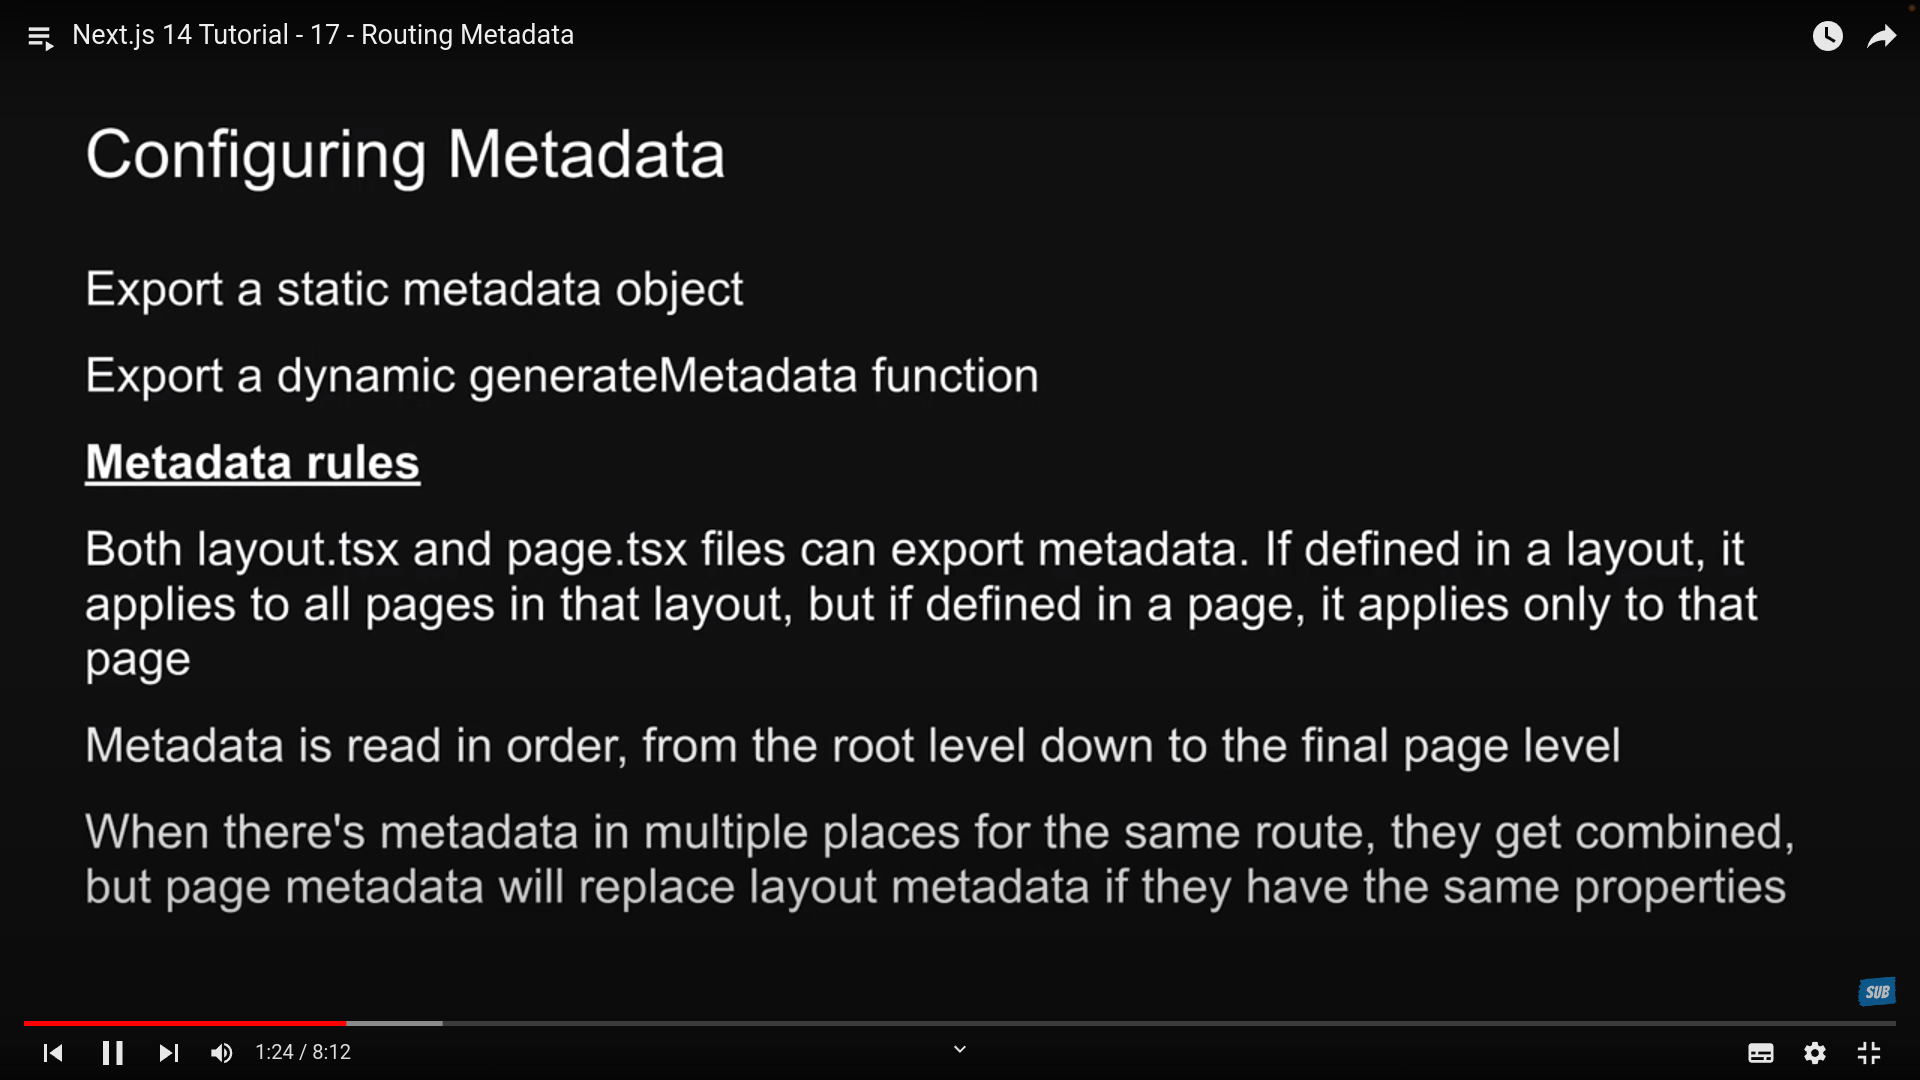 Next.js 14 Tutorial - 17 - Routing Metadata
Configuring Metadata
Export a static metadata object
Export a dynamic generateMetadata function
Metadata rules
Both layout.tsx and page.tsx files can export metadata. If defined in a layout, it
applies to all pages in that layout, but if defined in a page, it applies only to that
page
Metadata is read in order, from the root level down to the final page level
When there's metadata in multiple places for the same route, they get combined,
but page metadata will replace layout metadata if they have the same properties
SUB
1:24 / 8:12